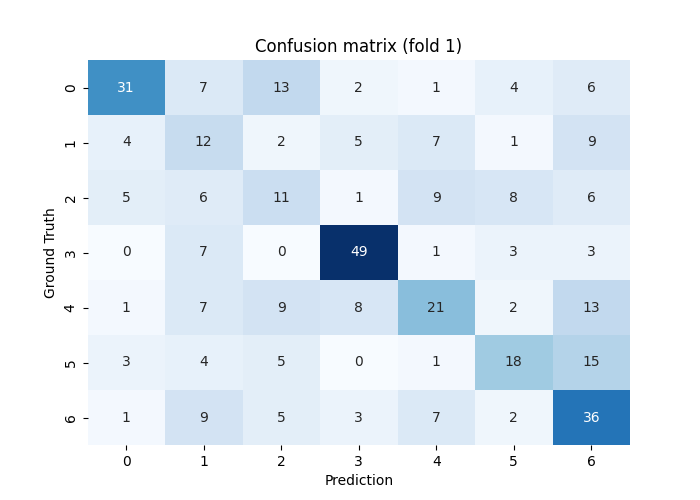 Confusion matrix (fold 1)
Ground Truth
0 31 7 13 2 1 4 6
1 4 12 2 5 7 1 9
2 5 6 11 1 9 8 6
3 0 7 0 49 1 3 3
4 1 7 9 8 21 2 13
5 3 4 5 0 1 18 15
6 1 9 5 3 7 2 36
0 1 2 3 4 5 6
Prediction